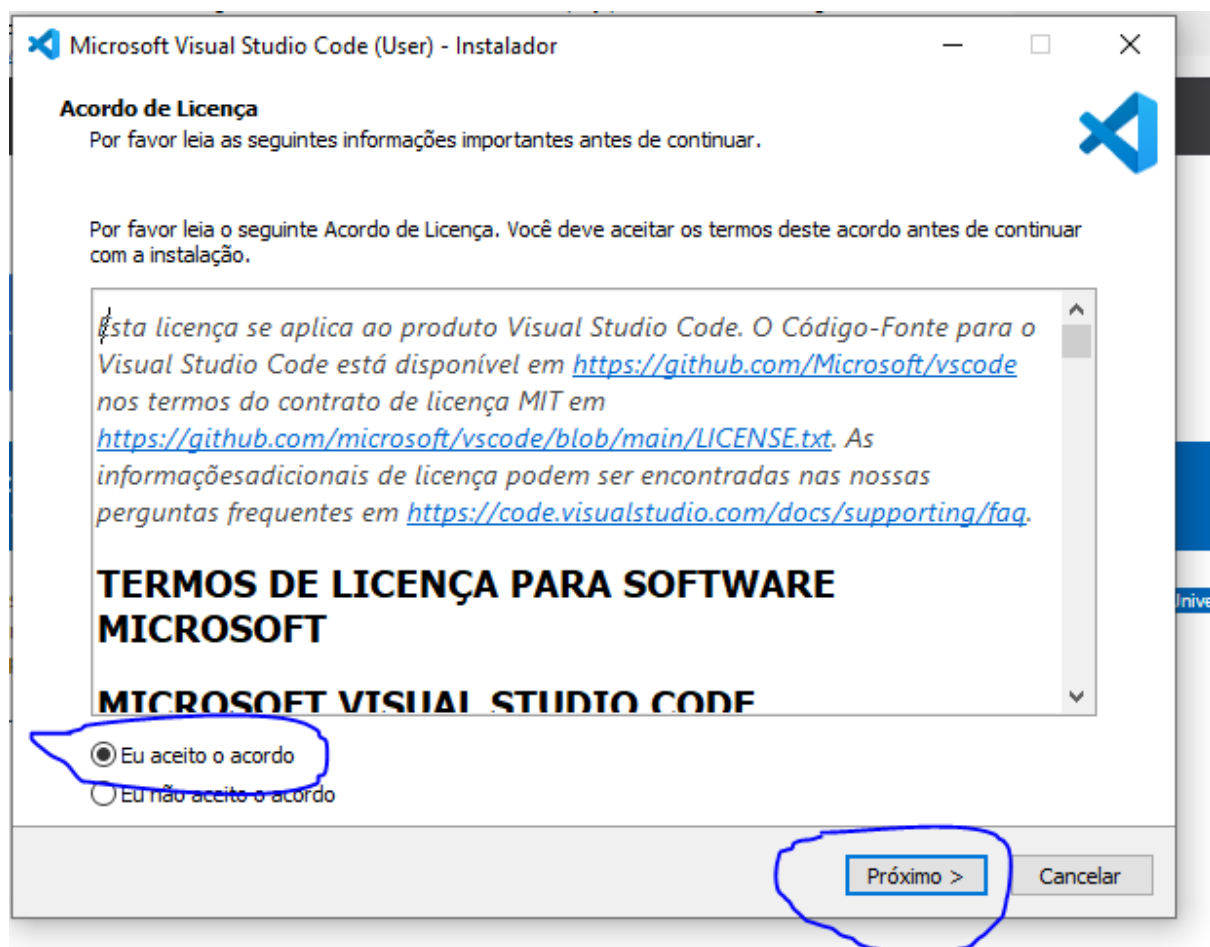 Microsoft Visual Studio Code (User) - Instalador
Acordo de Licença
Por favor leia as seguintes informações importantes antes de continuar.
Por favor leia o seguinte Acordo de Licença. Você deve aceitar os termos deste acordo antes de continuar
com a instalação.
Esta licença se aplica ao produto Visual Studio Code. O Código-Fonte para o
Visual Studio Code está disponível em https://github.com/Microsoft/vscode
nos termos do contrato de licença MIT em
https://github.com/microsoft/vscode/blob/main/LICENSE.txt. As
informaçõesadicionais de licença podem ser encontradas nas nossas
perguntas frequentes em https://code.visualstudio.com/docs/supporting/faq.
TERMOS DE LICENÇA PARA SOFTWARE
MICROSOFT
MICROSOFT VISUAL STUDIO CODE
Eu aceito o acordo
Eu não aceito o acordo
Próximo >
Cancelar